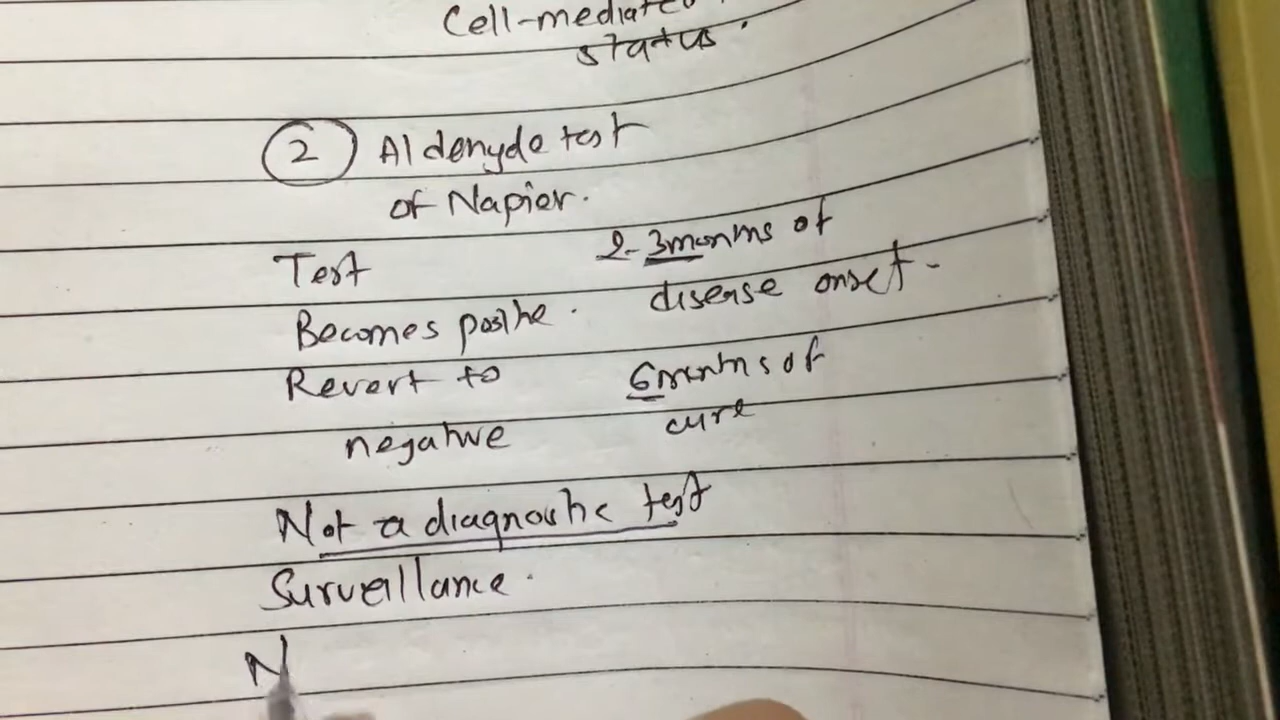 Cell-mediated
status.
2 Aldehyde test
of Napier.
Test 2-3 months of
Becomes positive. disease onset.
Revert to 6 months of
negative cure
Not a diagnostic test
Surveillance.
N